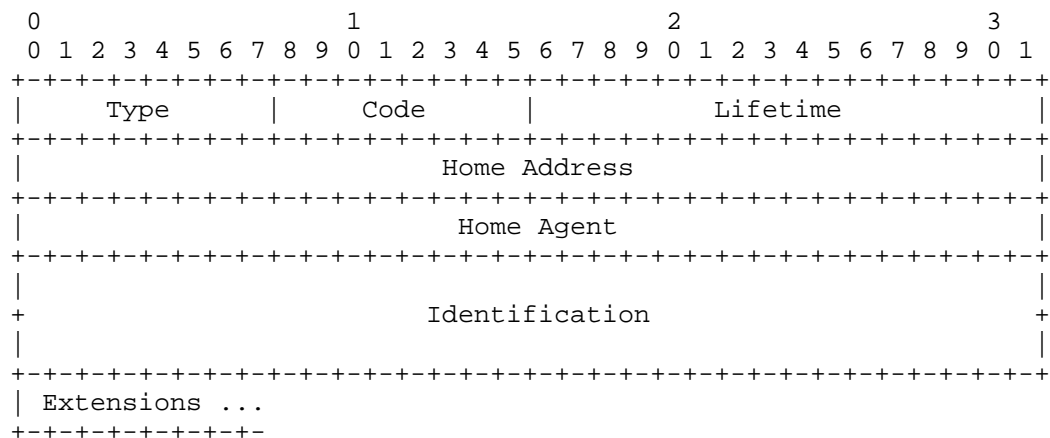 0                   1                   2                   3
 0 1 2 3 4 5 6 7 8 9 0 1 2 3 4 5 6 7 8 9 0 1 2 3 4 5 6 7 8 9 0 1
+-+-+-+-+-+-+-+-+-+-+-+-+-+-+-+-+-+-+-+-+-+-+-+-+-+-+-+-+-+-+-+-+
|     Type      |     Code      |           Lifetime            |
+-+-+-+-+-+-+-+-+-+-+-+-+-+-+-+-+-+-+-+-+-+-+-+-+-+-+-+-+-+-+-+-+
|                          Home Address                         |
+-+-+-+-+-+-+-+-+-+-+-+-+-+-+-+-+-+-+-+-+-+-+-+-+-+-+-+-+-+-+-+-+
|                           Home Agent                          |
+-+-+-+-+-+-+-+-+-+-+-+-+-+-+-+-+-+-+-+-+-+-+-+-+-+-+-+-+-+-+-+-+
|                                                               |
+                         Identification                        +
|                                                               |
+-+-+-+-+-+-+-+-+-+-+-+-+-+-+-+-+-+-+-+-+-+-+-+-+-+-+-+-+-+-+-+-+
| Extensions ...
+-+-+-+-+-+-+-+-